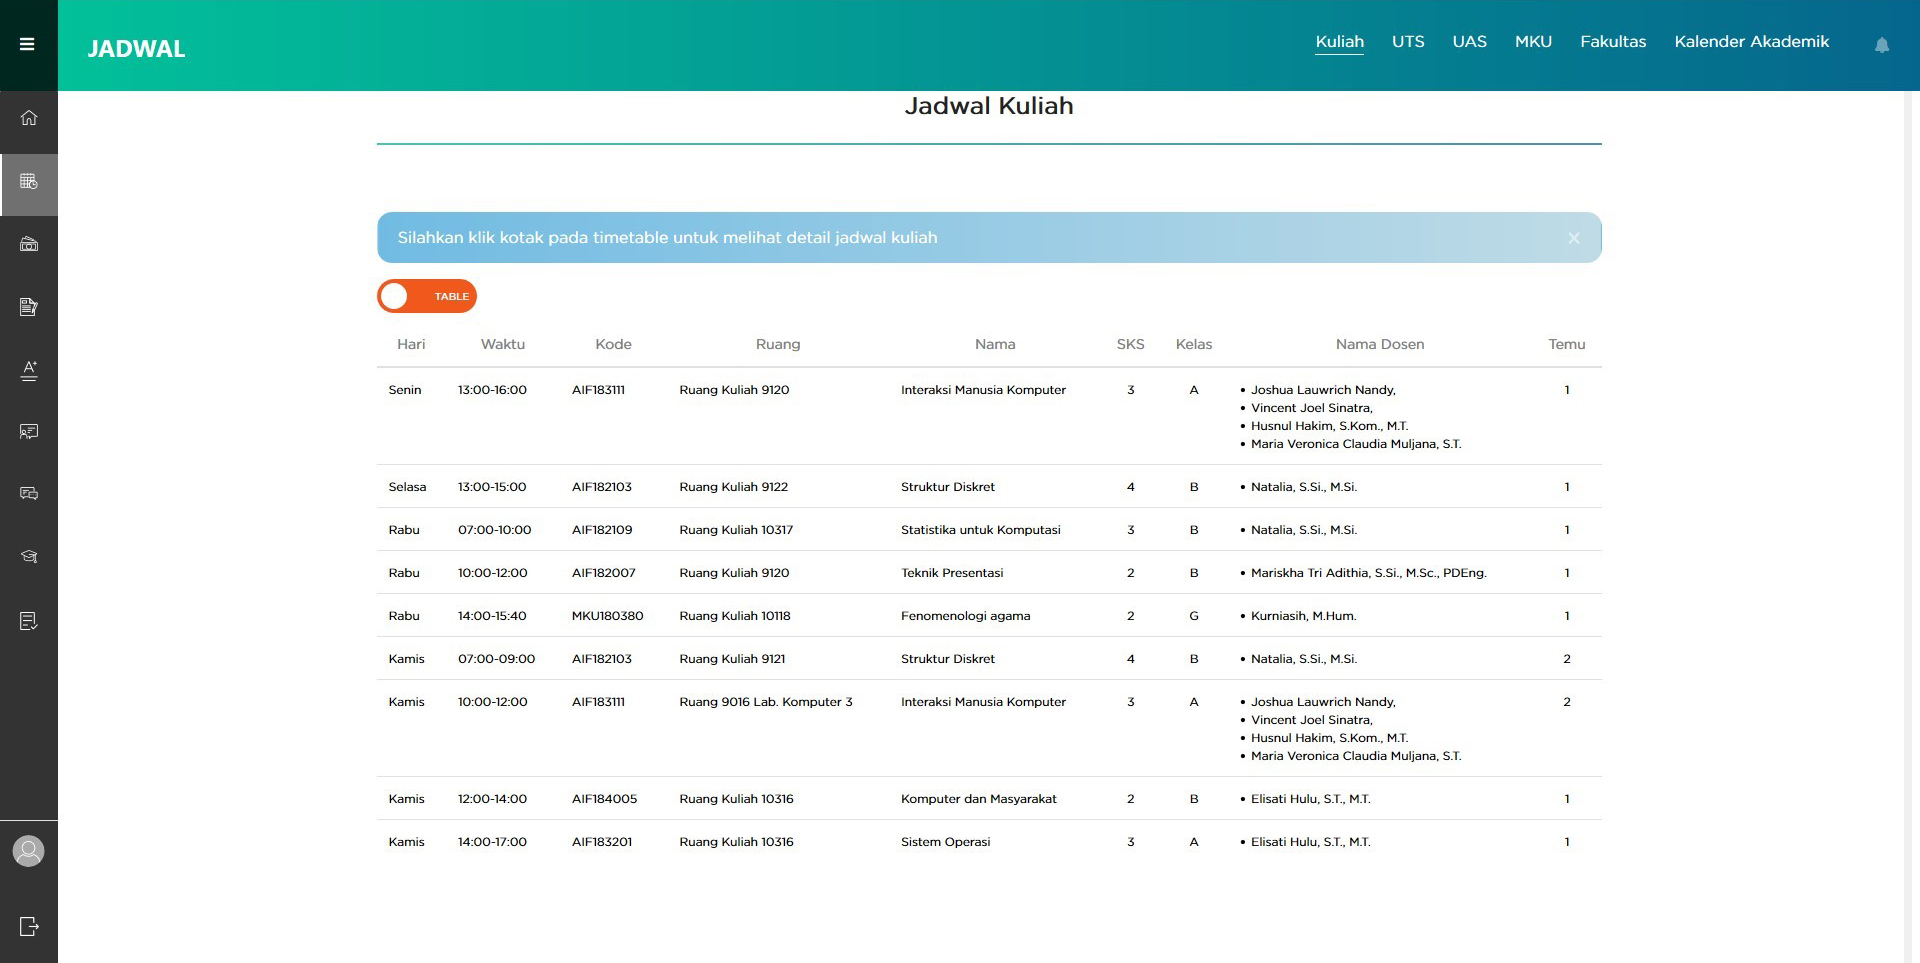 JADWAL
Kuliah UTS UAS MKU Fakultas Kalender Akademik
Jadwal Kuliah
Silahkan klik kotak pada timetable untuk melihat detail jadwal kuliah
TABLE
Hari Waktu Kode Ruang Nama SKS Kelas Nama Dosen Temu
Senin 13:00-16:00 AIF183111 Ruang Kuliah 9120 Interaksi Manusia Komputer 3 A • Joshua Lauwrich Nandy, 1
• Vincent Joel Sinatra,
• Husnul Hakim, S.Kom., M.T.
• Maria Veronica Claudia Muljana, S.T.
Selasa 13:00-15:00 AIF182103 Ruang Kuliah 9122 Struktur Diskret 4 B • Natalia, S.Si., M.Si. 1
Rabu 07:00-10:00 AIF182109 Ruang Kuliah 10317 Statistika untuk Komputasi 3 B • Natalia, S.Si., M.Si. 1
Rabu 10:00-12:00 AIF182007 Ruang Kuliah 9120 Teknik Presentasi 2 B • Mariskha Tri Adithia, S.Si., M.Sc., PDEng. 1
Rabu 14:00-15:40 MKU180380 Ruang Kuliah 10118 Fenomenologi agama 2 G • Kurniasih, M.Hum. 1
Kamis 07:00-09:00 AIF182103 Ruang Kuliah 9121 Struktur Diskret 4 B • Natalia, S.Si., M.Si. 2
Kamis 10:00-12:00 AIF183111 Ruang 9016 Lab. Komputer 3 Interaksi Manusia Komputer 3 A • Joshua Lauwrich Nandy, 2
• Vincent Joel Sinatra,
• Husnul Hakim, S.Kom., M.T.
• Maria Veronica Claudia Muljana, S.T.
Kamis 12:00-14:00 AIF184005 Ruang Kuliah 10316 Komputer dan Masyarakat 2 B • Elisati Hulu, S.T., M.T. 1
Kamis 14:00-17:00 AIF183201 Ruang Kuliah 10316 Sistem Operasi 3 A • Elisati Hulu, S.T., M.T. 1